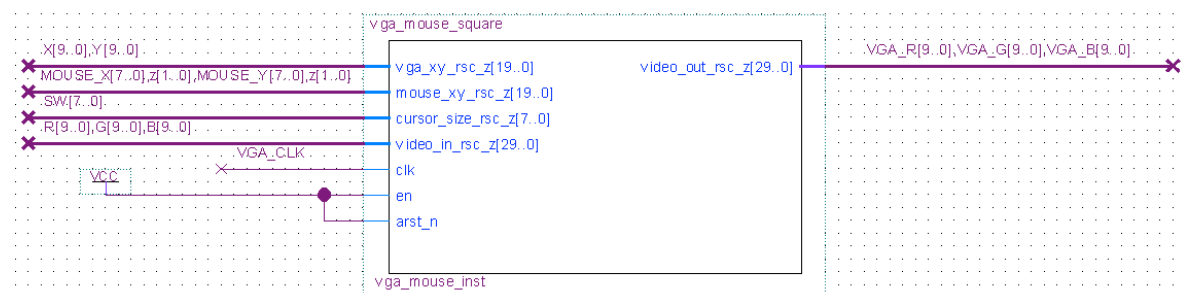 vga_mouse_square
X[9..0],Y[9..0]
VGA_R[9..0],VGA_G[9..0],VGA_B[9..0]
vga_xy_rsc_z[19..0]
video_out_rsc_z[29..0]
MOUSE_X[7..0],z[1..0],MOUSE_Y[7..0],z[1..0]
mouse_xy_rsc_z[19..0]
SW[7..0]
cursor_size_rsc_z[7..0]
R[9..0],G[9..0],B[9..0]
video_in_rsc_z[29..0]
VGA_CLK
clk
VCC
en
arst_n
vga_mouse_inst